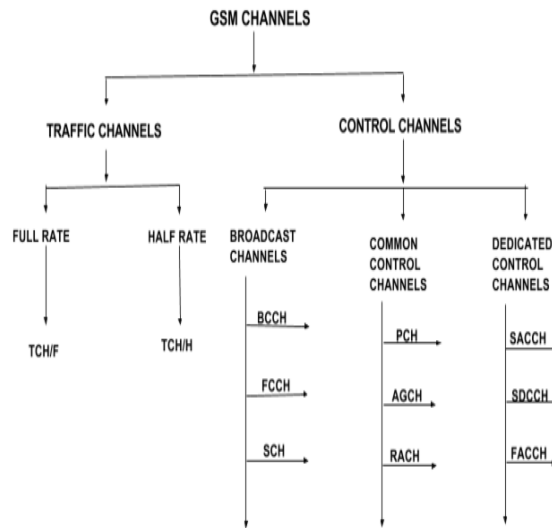 GSM CHANNELS
TRAFFIC CHANNELS
CONTROL CHANNELS
FULL RATE
HALF RATE
BROADCAST
CHANNELS
COMMON
CONTROL
CHANNELS
DEDICATED
CONTROL
CHANNELS
TCH/F
TCH/H
BCCH
FCCH
SCH
PCH
AGCH
RACH
SACCH
SDCCH
FACCH